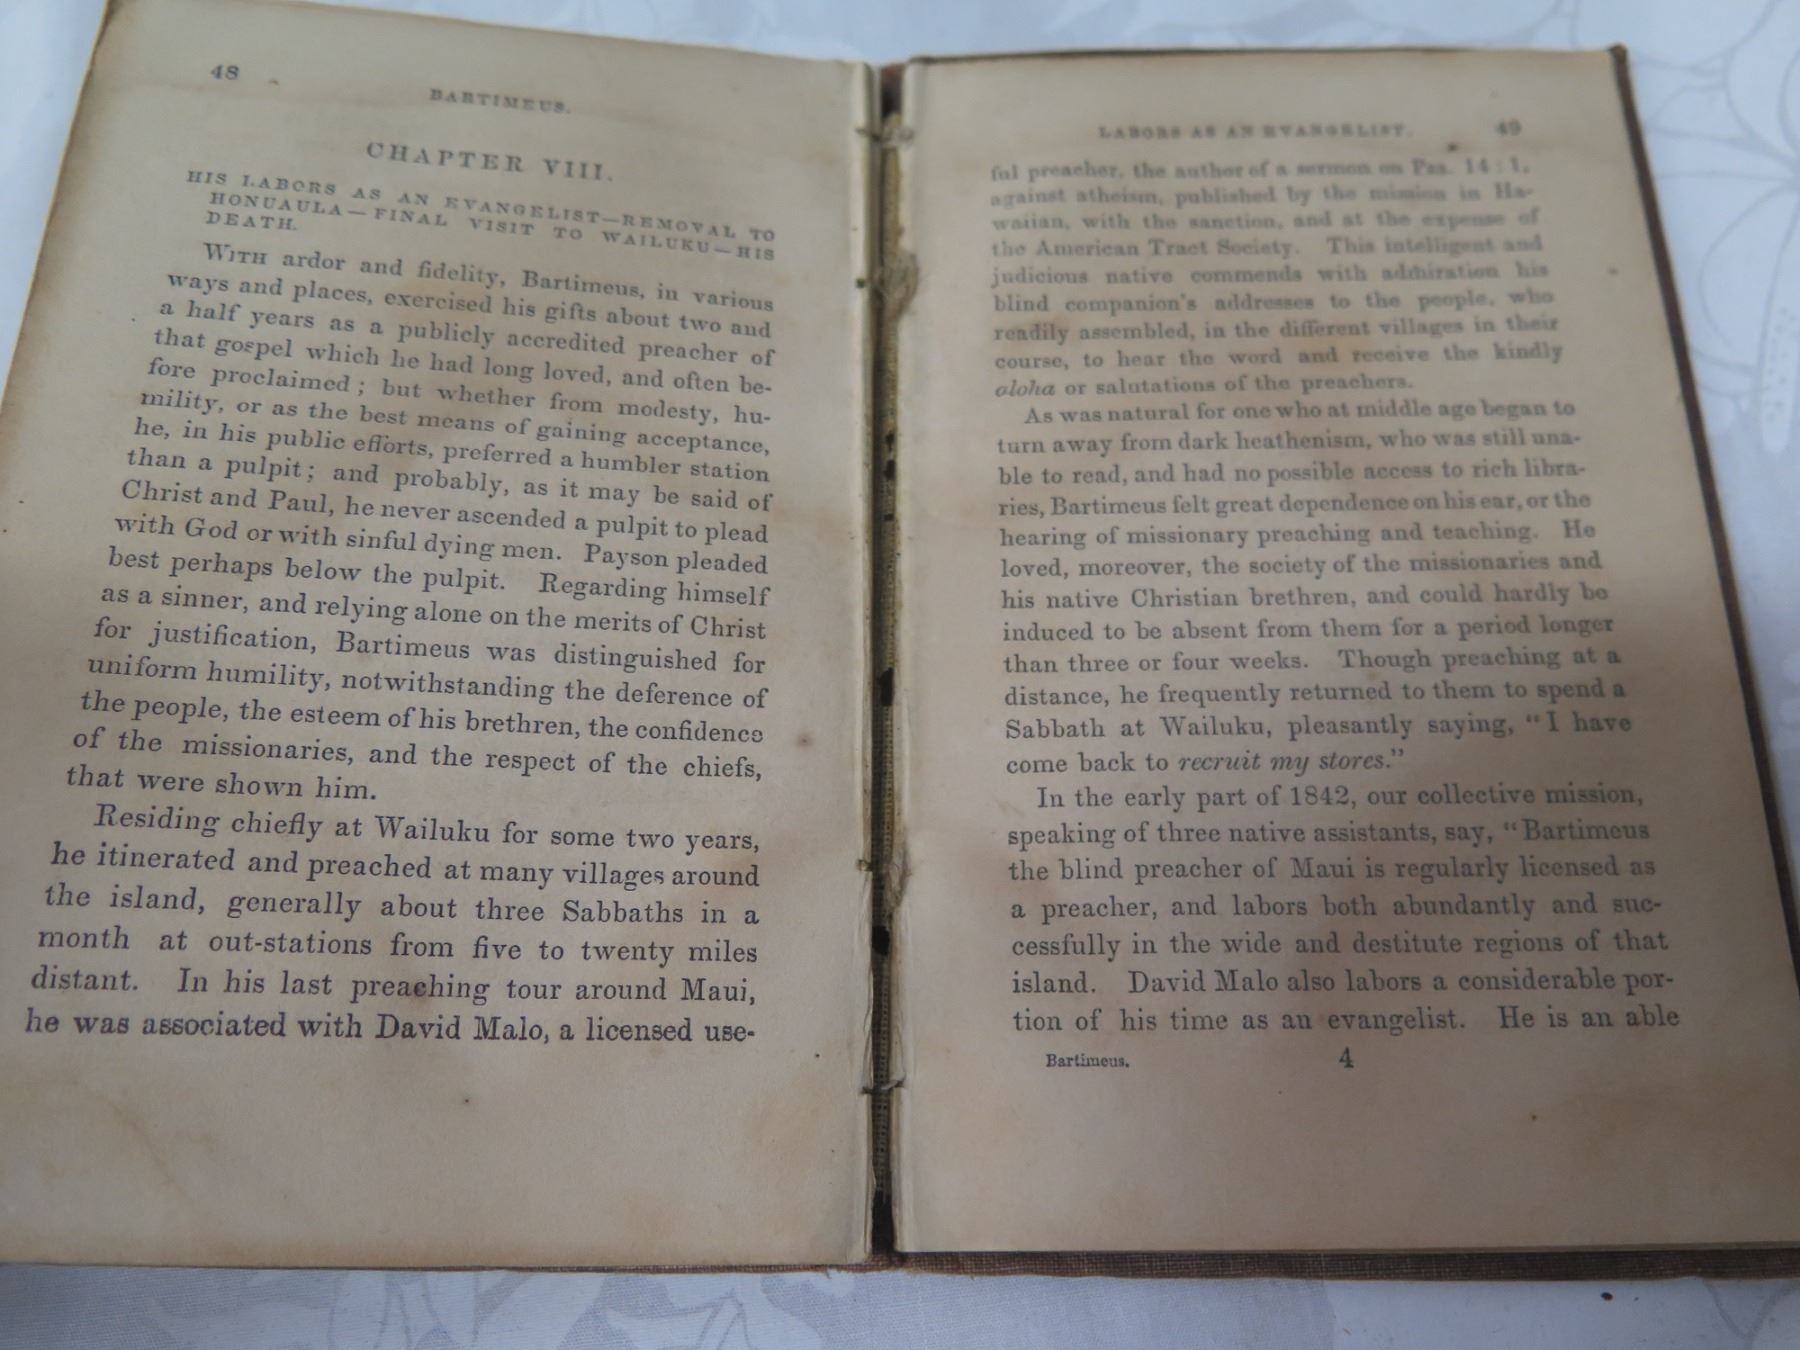 48
BARTIMEUS.
CHAPTER VIII.
HIS LABORS AS AN EVANGELIST—REMOVAL TO
HONUAULA—FINAL VISIT TO WAILUKU—HIS
DEATH.
WITH ardor and fidelity, Bartimeus, in various
ways and places, exercised his gifts about two and
a half years as a publicly accredited preacher of
that gospel which he had long loved, and often be-
fore proclaimed; but whether from modesty, hu-
mility, or as the best means of gaining acceptance,
he, in his public efforts, preferred a humbler station
than a pulpit; and probably, as it may be said of
Christ and Paul, he never ascended a pulpit to plead
with God or with sinful dying men. Payson pleaded
best perhaps below the pulpit. Regarding himself
as a sinner, and relying alone on the merits of Christ
for justification, Bartimeus was distinguished for
uniform humility, notwithstanding the deference of
the people, the esteem of his brethren, the confidence
of the missionaries, and the respect of the chiefs,
that were shown him.
Residing chiefly at Wailuku for some two years,
he itinerated and preached at many villages around
the island, generally about three Sabbaths in a
month at out-stations from five to twenty miles
distant. In his last preaching tour around Maui,
he was associated with David Malo, a licensed use-
LABORS AS AN EVANGELIST. 49
ful preacher, the author of a sermon on Psa. 14:1,
against atheism, published by the mission in Ha-
waiian, with the sanction, and at the expense of
the American Tract Society. This intelligent and
judicious native commends with admiration his
blind companion's addresses to the people, who
readily assembled, in the different villages in their
course, to hear the word and receive the kindly
aloha or salutations of the preachers.
As was natural for one who at middle age began to
turn away from dark heathenism, who was still una-
ble to read, and had no possible access to rich libra-
ries, Bartimeus felt great dependence on his ear, or the
hearing of missionary preaching and teaching. He
loved, moreover, the society of the missionaries and
his native Christian brethren, and could hardly be
induced to be absent from them for a period longer
than three or four weeks. Though preaching at a
distance, he frequently returned to them to spend a
Sabbath at Wailuku, pleasantly saying, "I have
come back to recruit my stores."
In the early part of 1842, our collective mission,
speaking of three native assistants, say, "Bartimeus
the blind preacher of Maui is regularly licensed as
a preacher, and labors both abundantly and suc-
cessfully in the wide and destitute regions of that
island. David Malo also labors a considerable por-
tion of his time as an evangelist. He is an able
Bartimeus. 4